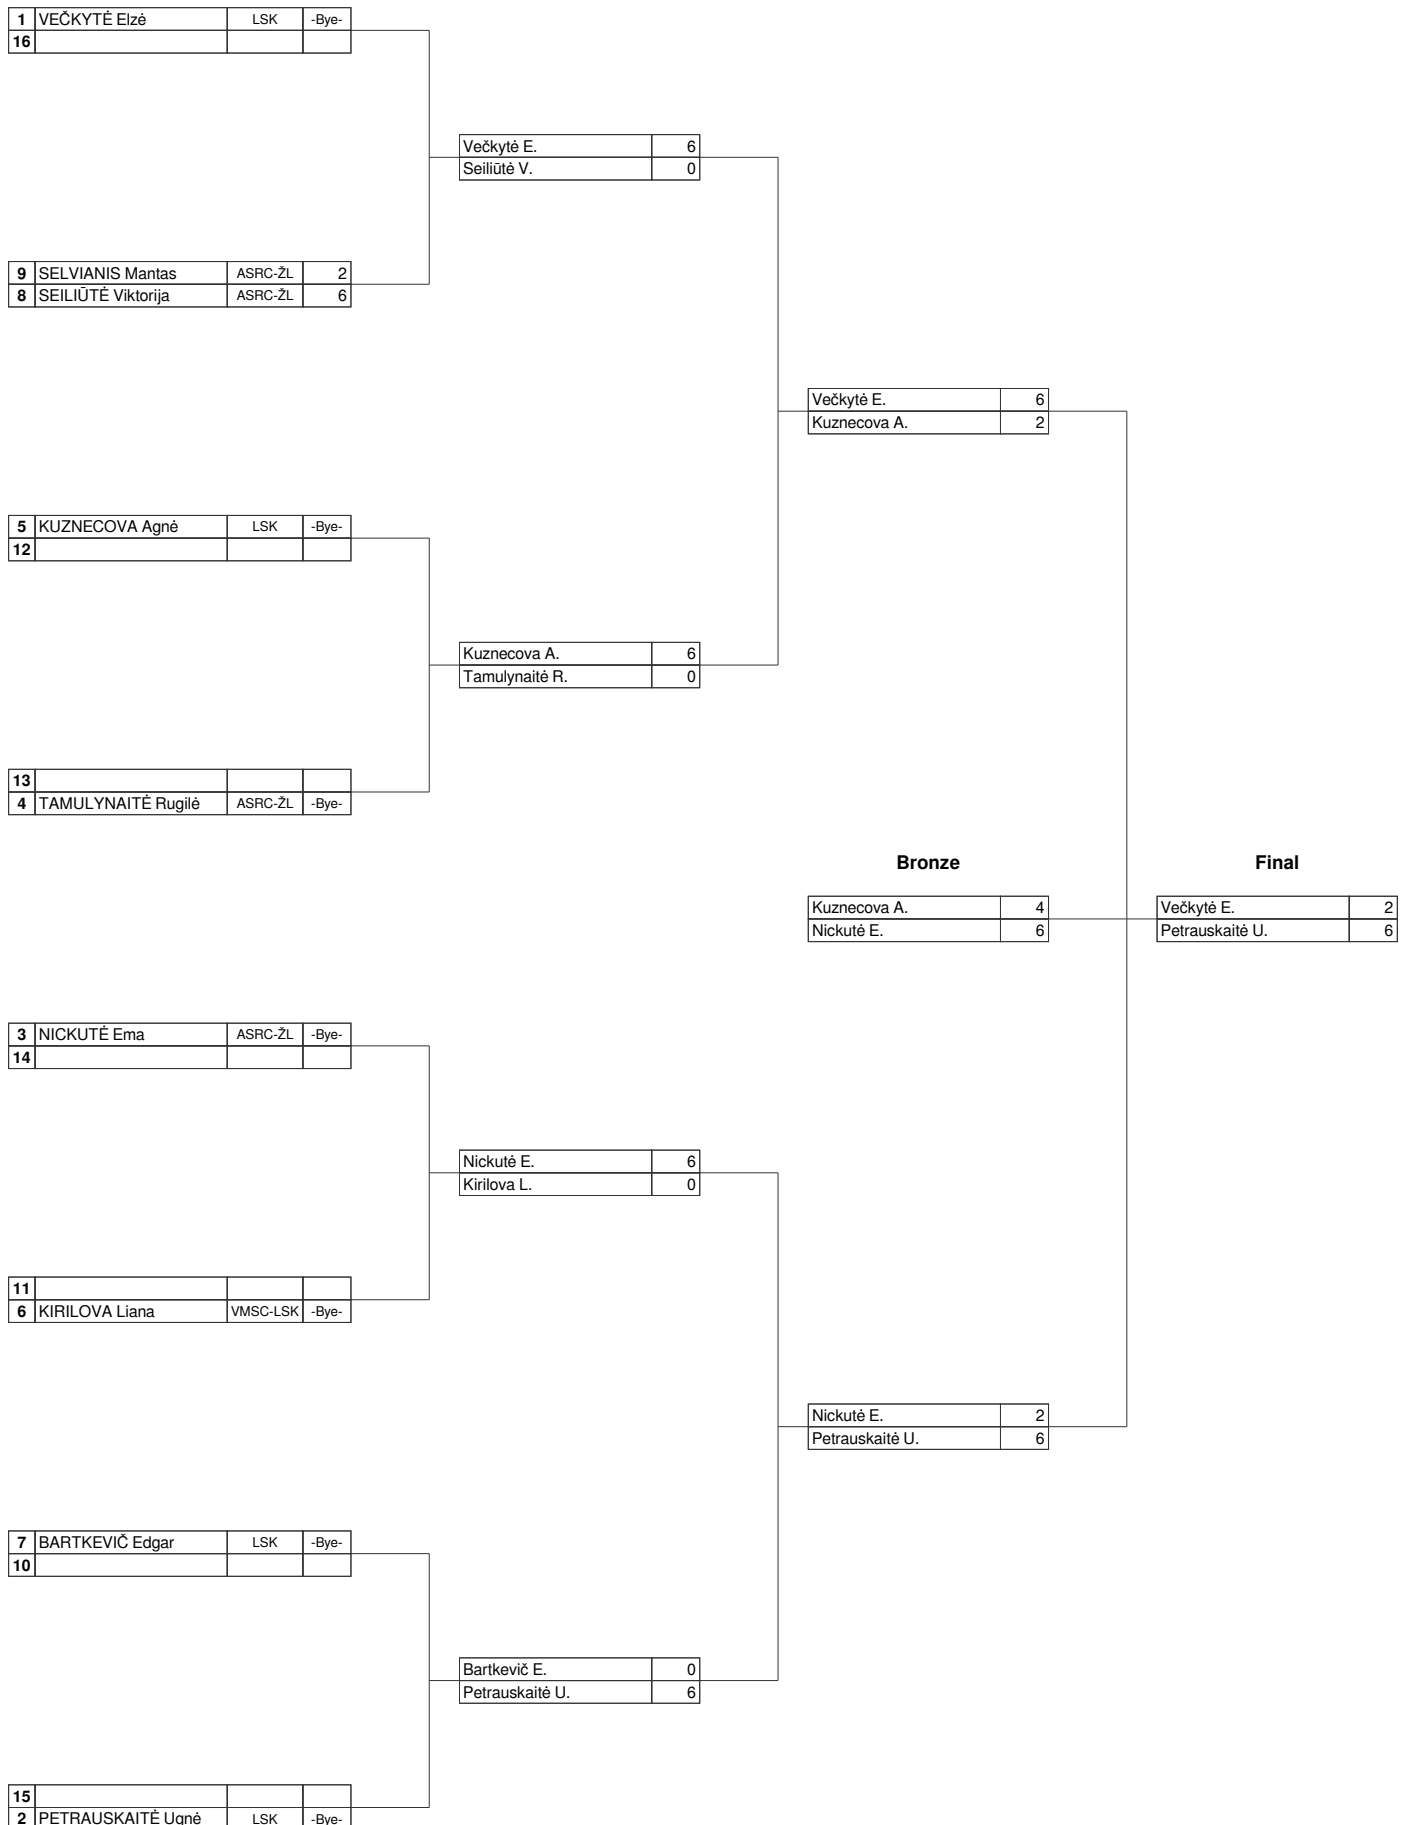 1 VEČKYTĖ Elzė LSK -Bye-
16
Večkytė E. 6
Seiliūtė V. 0
9 SELVIANIS Mantas ASRC-ŽL 2
8 SEILIŪTĖ Viktorija ASRC-ŽL 6
Večkytė E. 6
Kuznecova A. 2
5 KUZNECOVA Agnė LSK -Bye-
12
Kuznecova A. 6
Tamulynaitė R. 0
13
4 TAMULYNAITĖ Rugilė ASRC-ŽL -Bye-
Bronze Final
Kuznecova A. 4 Večkytė E. 2
Nickutė E. 6 Petrauskaitė U. 6
3 NICKUTĖ Ema ASRC-ŽL -Bye-
14
Nickutė E. 6
Kirilova L. 0
11
6 KIRILOVA Liana VMSC-LSK -Bye-
Nickutė E. 2
Petrauskaitė U. 6
7 BARTKEVIČ Edgar LSK -Bye-
10
Bartkevič E. 0
Petrauskaitė U. 6
15
2 PETRAUSKAITĖ Ugnė LSK -Bye-